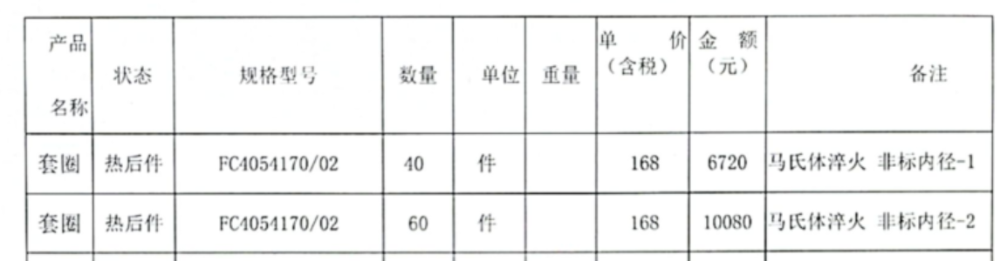 产品名称 状态 规格型号 数量 单位 重量 单价（含税） 金额（元） 备注
套圈 热后件 FC4054170/02 40 件 168 6720 马氏体淬火 非标内径-1
套圈 热后件 FC4054170/02 60 件 168 10080 马氏体淬火 非标内径-2